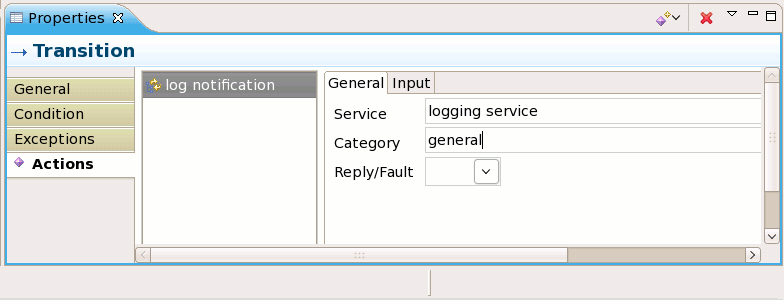 Properties
Transition
General
Condition
Exceptions
Actions
log notification
General Input
Service logging service
Category general
Reply/Fault